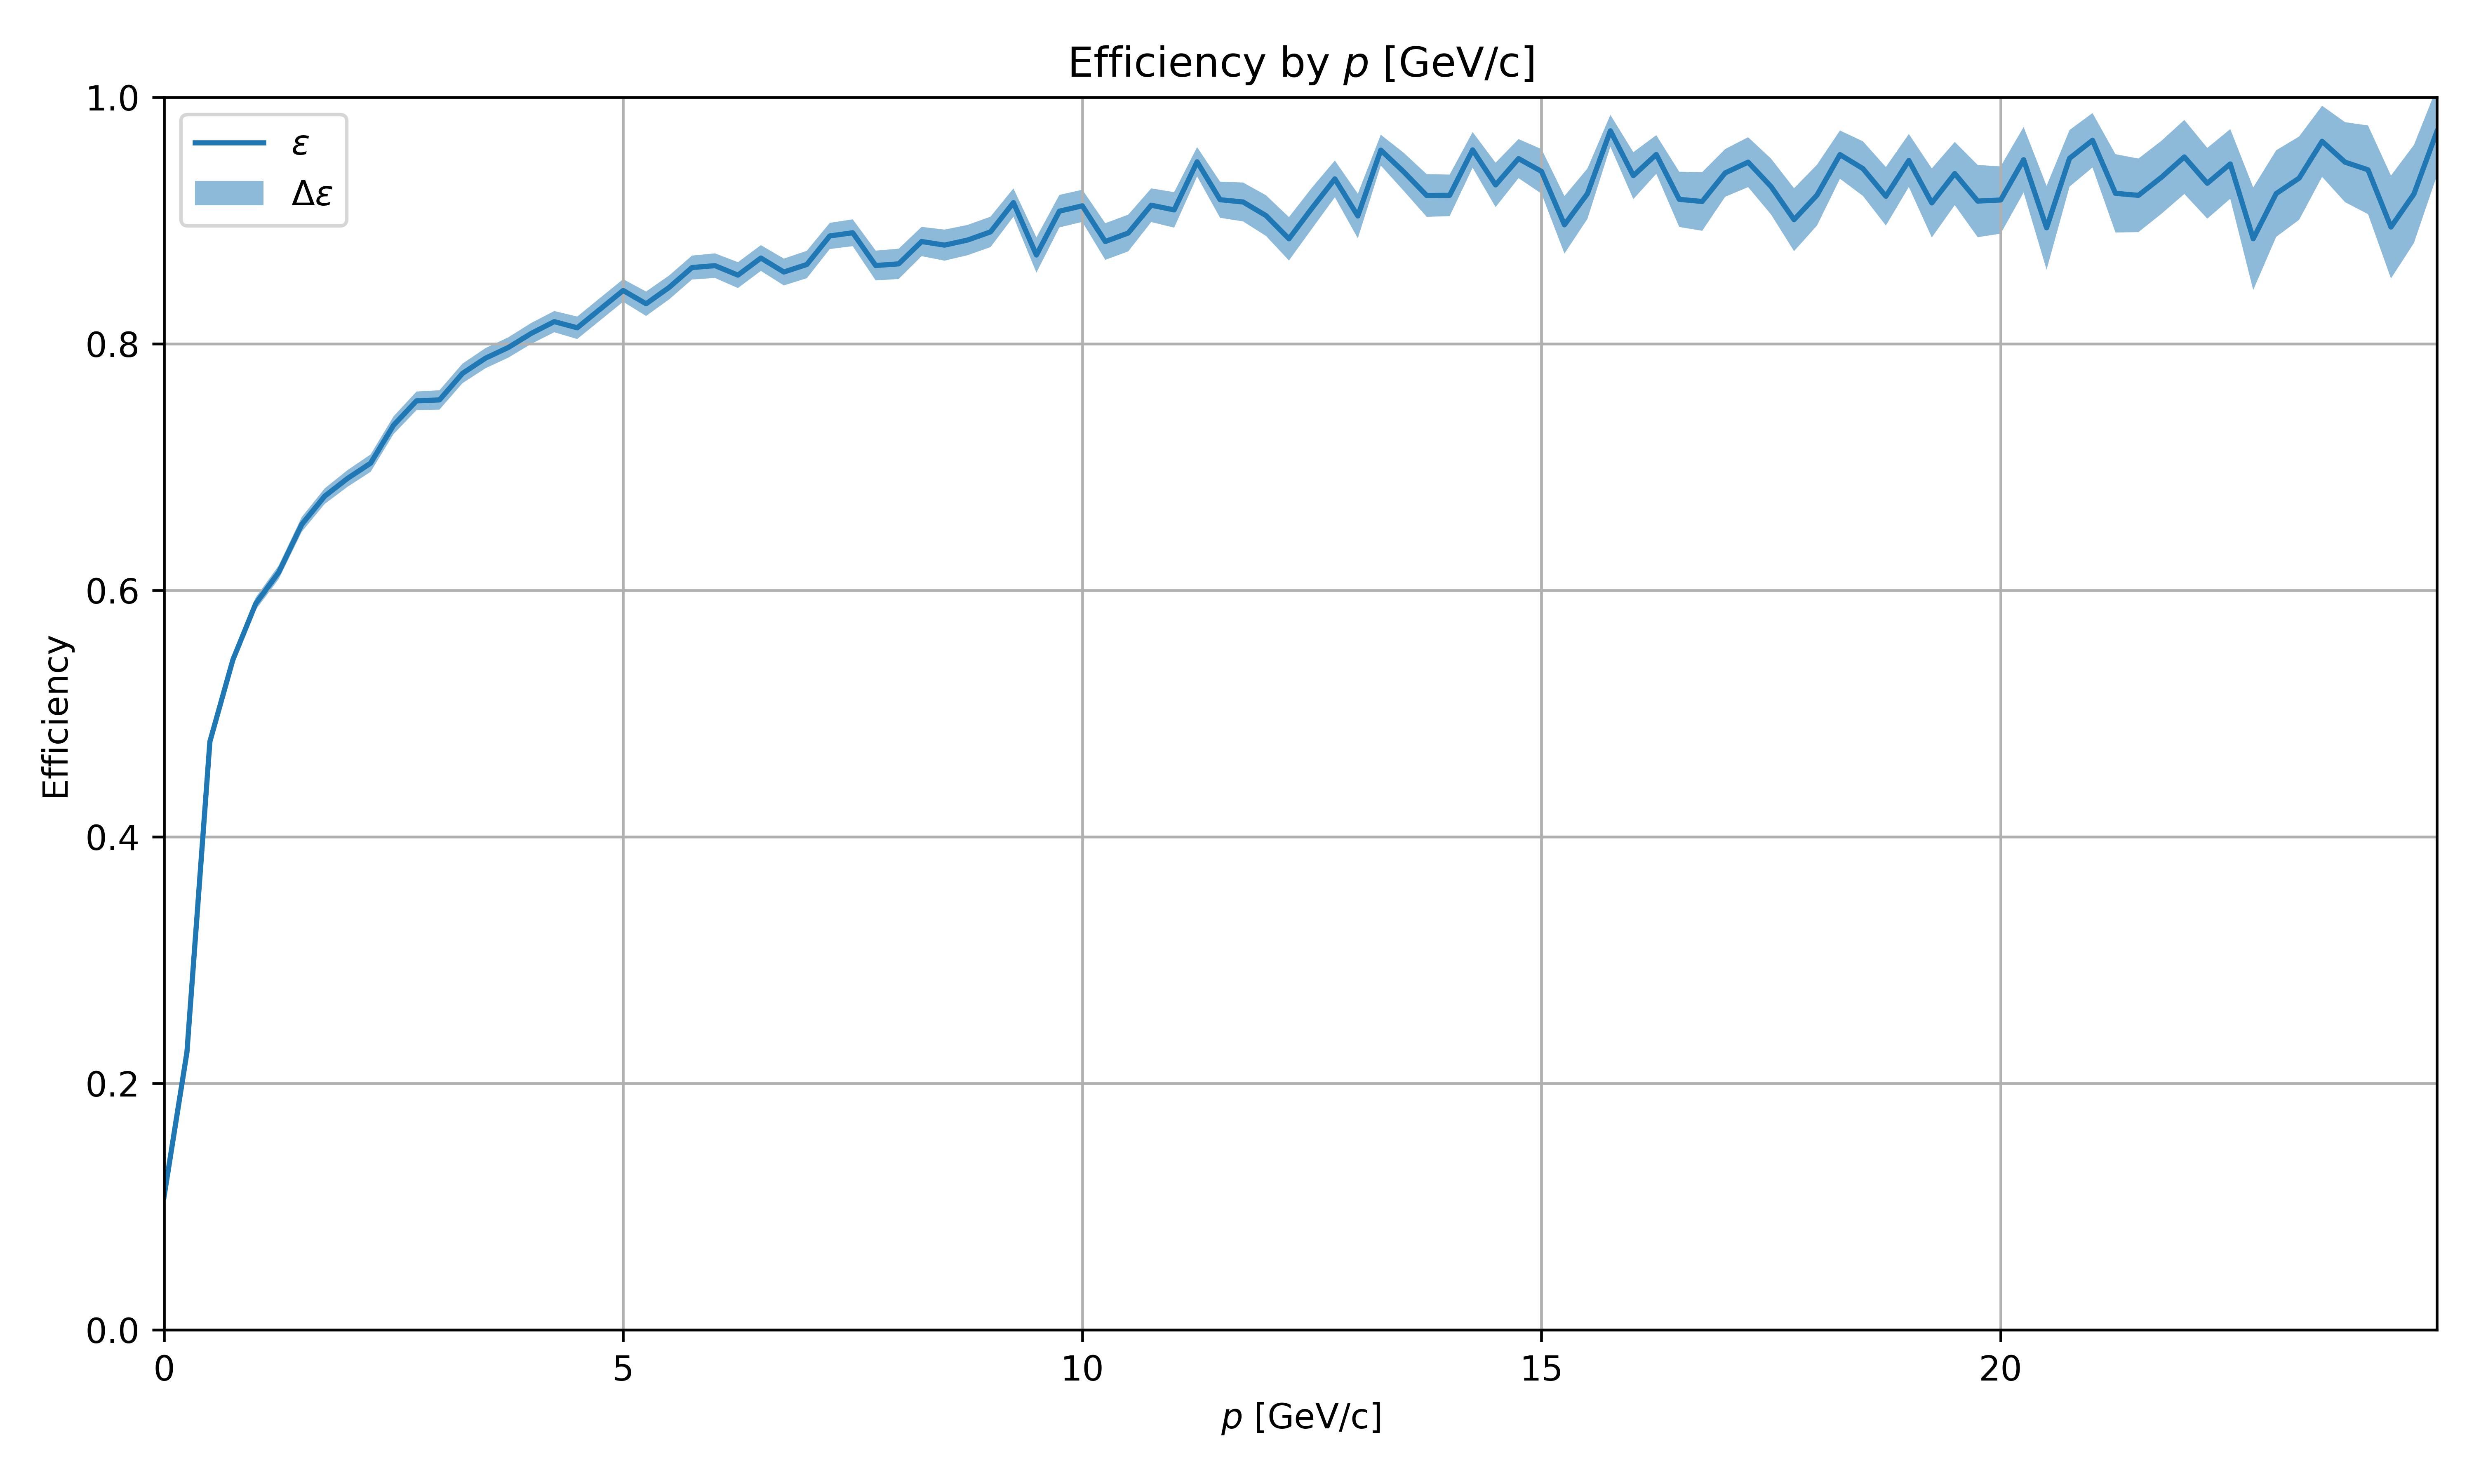 Efficiency by p [GeV/c]
1.0
0.8
0.6
0.4
0.2
0.0
Efficiency
ε
Δε
0 5 10 15 20
p [GeV/c]